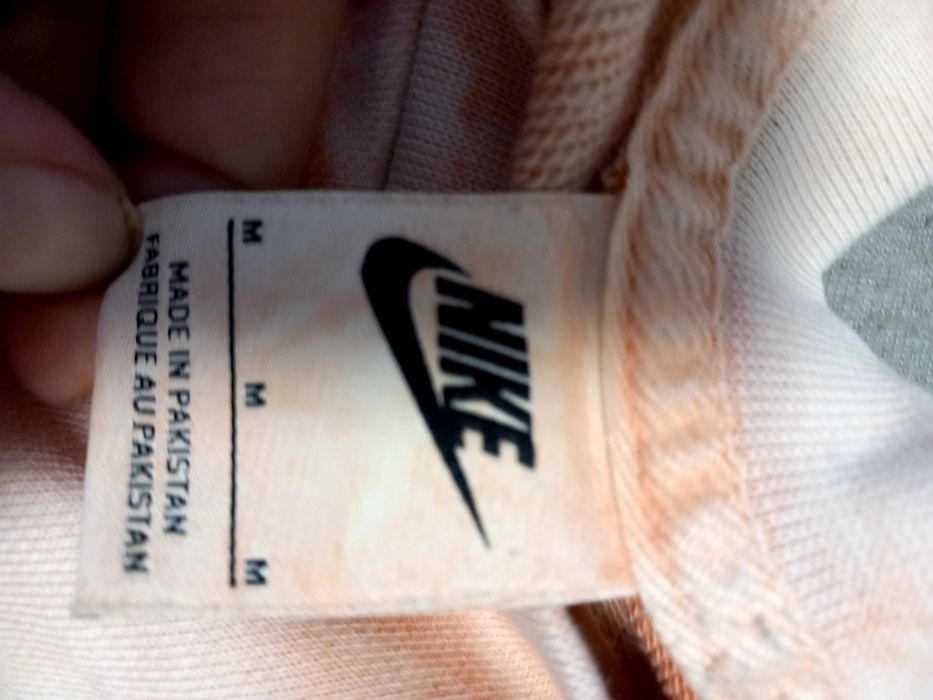 NIKE
M M M
MADE IN PAKISTAN
FABRIQUE AU PAKISTAN